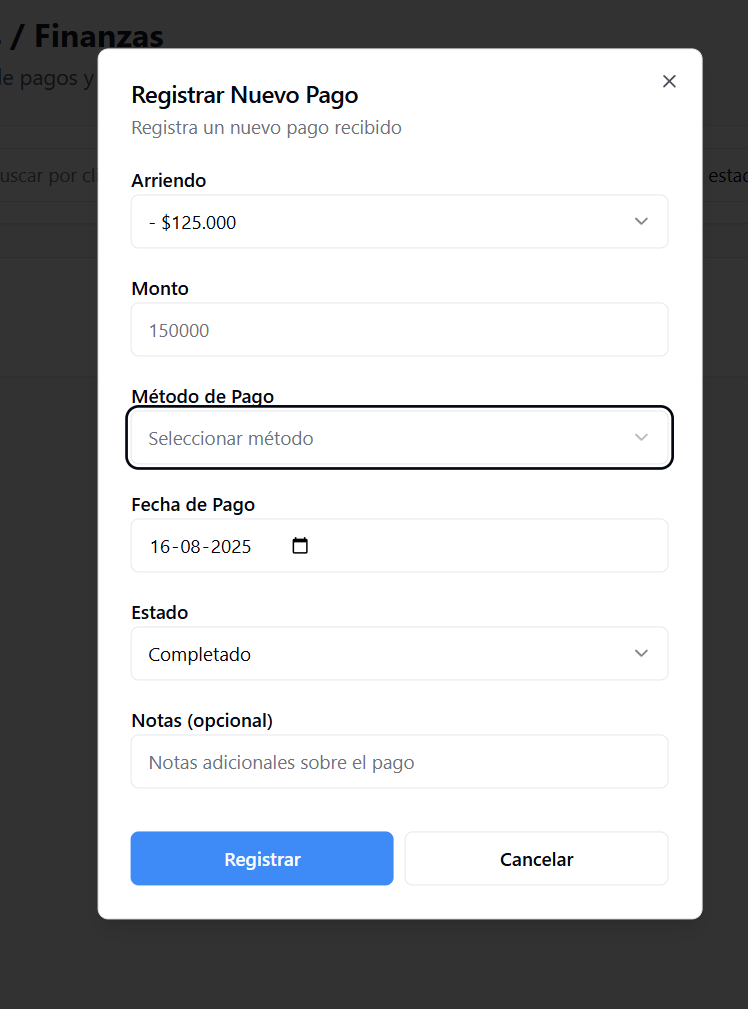 / Finanzas
de pagos y
Registrar Nuevo Pago
Registra un nuevo pago recibido
uscar por cli
estad
Arriendo
- $125.000
Monto
150000
Método de Pago
Seleccionar método
Fecha de Pago
16-08-2025
Estado
Completado
Notas (opcional)
Notas adicionales sobre el pago
Registrar
Cancelar